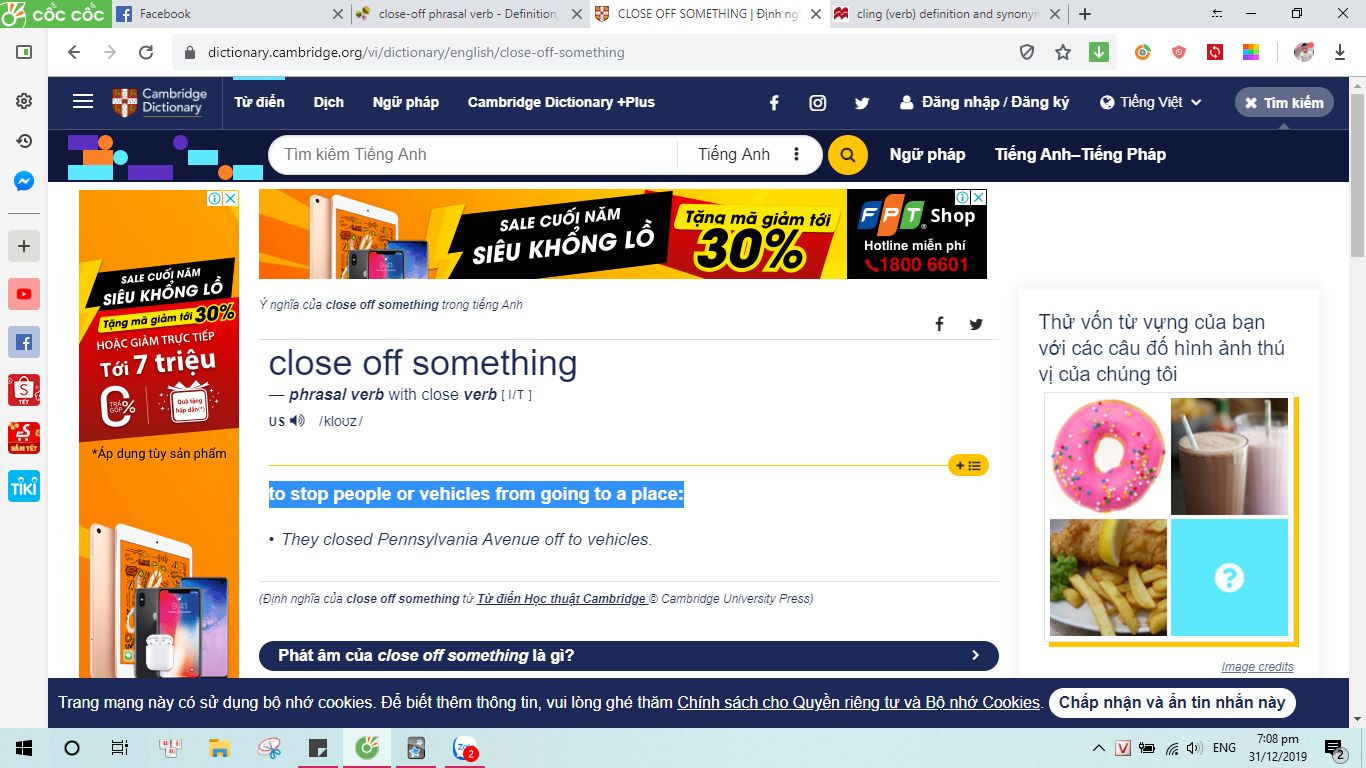 cốc cốc
Facebook
close-off phrasal verb - Definition,
CLOSE OFF SOMETHING | Định ng
cling (verb) definition and synonym
dictionary.cambridge.org/vi/dictionary/english/close-off-something
Cambridge
Dictionary
Từ điển
Dịch
Ngữ pháp
Cambridge Dictionary +Plus
Đăng nhập / Đăng ký
Tiếng Việt
Tìm kiếm
Tìm kiếm Tiếng Anh
Tiếng Anh
Ngữ pháp
Tiếng Anh–Tiếng Pháp
SALE CUỐI NĂM
SIÊU KHỔNG LỒ
Tặng mã giảm tới 30%
HOẶC GIẢM TRỰC TIẾP
Tới 7 triệu
0%
TRẢ GÓP
Quà tặng
hấp dẫn(*)
*Áp dụng tùy sản phẩm
SALE CUỐI NĂM
SIÊU KHỔNG LỒ
Tặng mã giảm tới
30%
FPT Shop
Hotline miễn phí
1800 6601
Ý nghĩa của close off something trong tiếng Anh
close off something
— phrasal verb with close verb [ I/T ]
US /kloʊz/
to stop people or vehicles from going to a place:
• They closed Pennsylvania Avenue off to vehicles.
(Định nghĩa của close off something từ Từ điển Học thuật Cambridge © Cambridge University Press)
Phát âm của close off something là gì?
Thử vốn từ vựng của bạn
với các câu đố hình ảnh thú
vị của chúng tôi
Image credits
Trang mạng này có sử dụng bộ nhớ cookies. Để biết thêm thông tin, vui lòng ghé thăm Chính sách cho Quyền riêng tư và Bộ nhớ Cookies.
Chấp nhận và ẩn tin nhắn này
TẾT
SẮM TẾT
TIKI
2
V
ENG
7:08 pm
31/12/2019
2